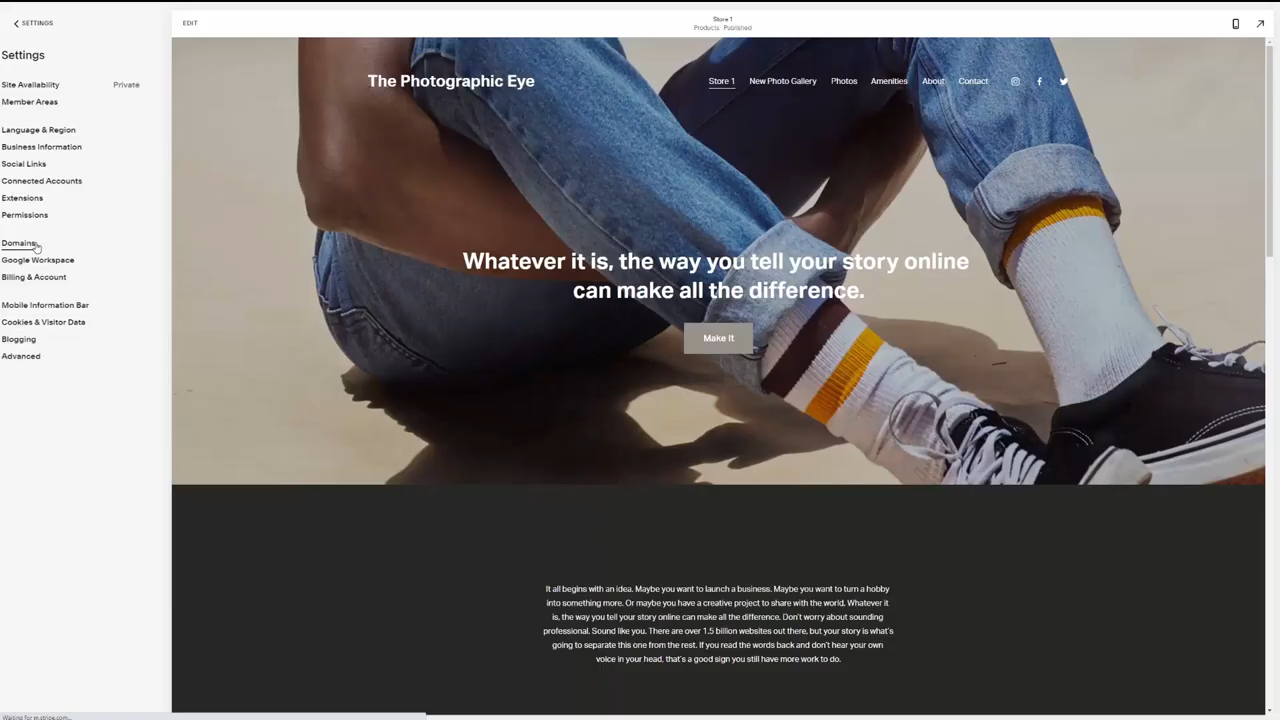 SETTINGS
Settings
Site Availability Private
Member Areas
Language & Region
Business Information
Social Links
Connected Accounts
Extensions
Permissions
Domains
Google Workspace
Billing & Account
Mobile Information Bar
Cookies & Visitor Data
Blogging
Advanced
Waiting for m.stripe.com...
EDIT
Store 1
Products · Published
The Photographic Eye
Store 1 New Photo Gallery Photos Amenities About Contact
Whatever it is, the way you tell your story online
can make all the difference.
Make It
It all begins with an idea. Maybe you want to launch a business. Maybe you want to turn a hobby
into something more. Or maybe you have a creative project to share with the world. Whatever it
is, the way you tell your story online can make all the difference. Don't worry about sounding
professional. Sound like you. There are over 1.5 billion websites out there, but your story is what's
going to separate this one from the rest. If you read the words back and don't hear your own
voice in your head, that's a good sign you still have more work to do.